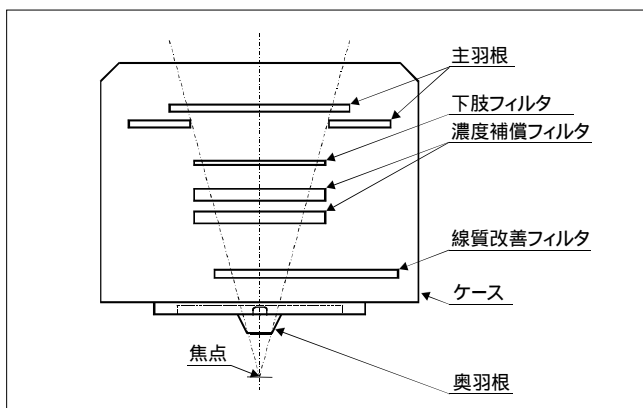 主羽根
下肢フィルタ
濃度補償フィルタ
線質改善フィルタ
ケース
焦点
奥羽根